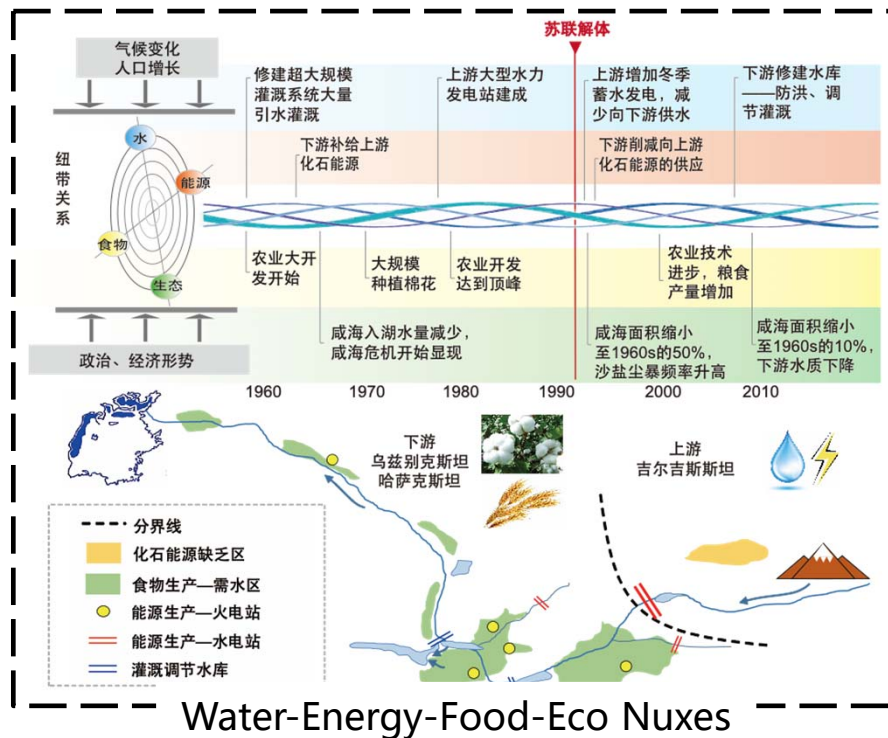 苏联解体
气候变化
人口增长
修建超大规模
灌溉系统大量
引水灌溉
上游大型水力
发电站建成
上游增加冬季
蓄水发电，减
少向下游供水
下游修建水库
——防洪、调
节灌溉
下游补给上游
化石能源
下游削减向上游
化石能源的供应
纽带关系
水
能源
食物
生态
农业大开
发开始
大规模
种植棉花
农业开发
达到顶峰
农业技术
进步，粮食
产量增加
咸海入湖水量减少，
咸海危机开始显现
咸海面积缩小
至1960s的50%，
沙盐尘暴频率升高
咸海面积缩小
至1960s的10%，
下游水质下降
政治、经济形势
1960
1970
1980
1990
2000
2010
下游
乌兹别克斯坦
哈萨克斯坦
上游
吉尔吉斯斯坦
分界线
化石能源缺乏区
食物生产—需水区
能源生产—火电站
能源生产—水电站
灌溉调节水库
Water-Energy-Food-Eco Nuxes